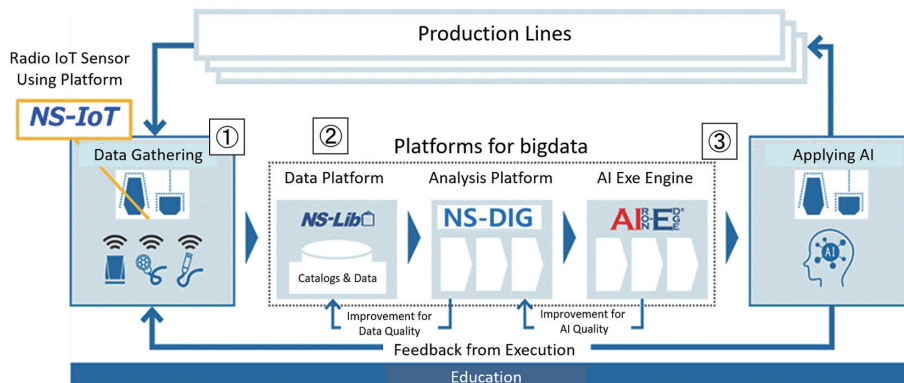 Production Lines
Radio IoT Sensor
Using Platform
NS-IoT
①
②
③
Data Gathering
Platforms for bigdata
Applying AI
Data Platform
Analysis Platform
AI Exe Engine
NS-Lib
NS-DIG
AIRON EDGE
Catalogs & Data
AI
Improvement for
Data Quality
Improvement for
AI Quality
Feedback from Execution
Education